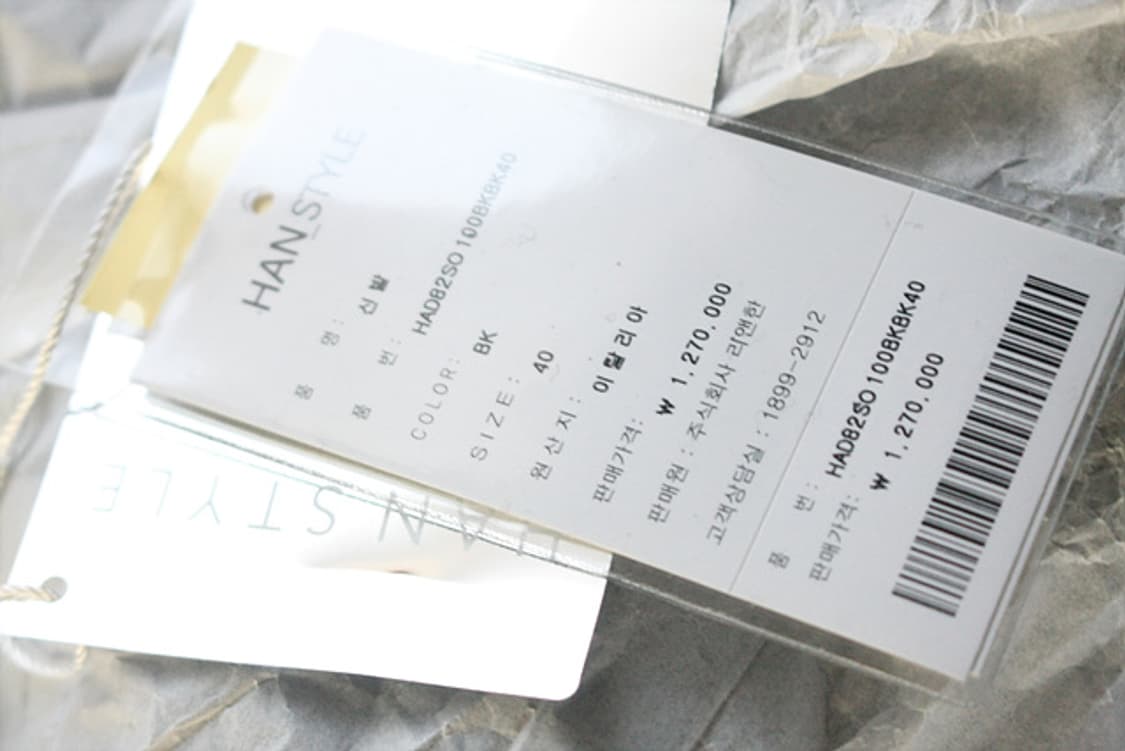 HAN_STYLE
품 명 : 신발
품 번 : HADB2SO100BKBK40
COLOR : BK
SIZE : 40
원산지 : 이탈리아
판매가격: ₩ 1.270.000
판매원 : 주식회사 리앤한
고객상담실 : 1899-2912
품 번 : HADB2SO100BKBK40
판매가격: ₩ 1.270.000
HAN STYLE